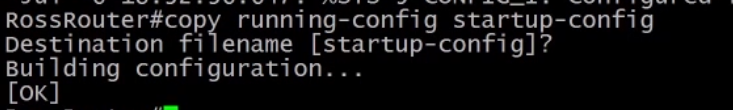 RossRouter#copy running-config startup-config
Destination filename [startup-config]?
Building configuration...
[OK]